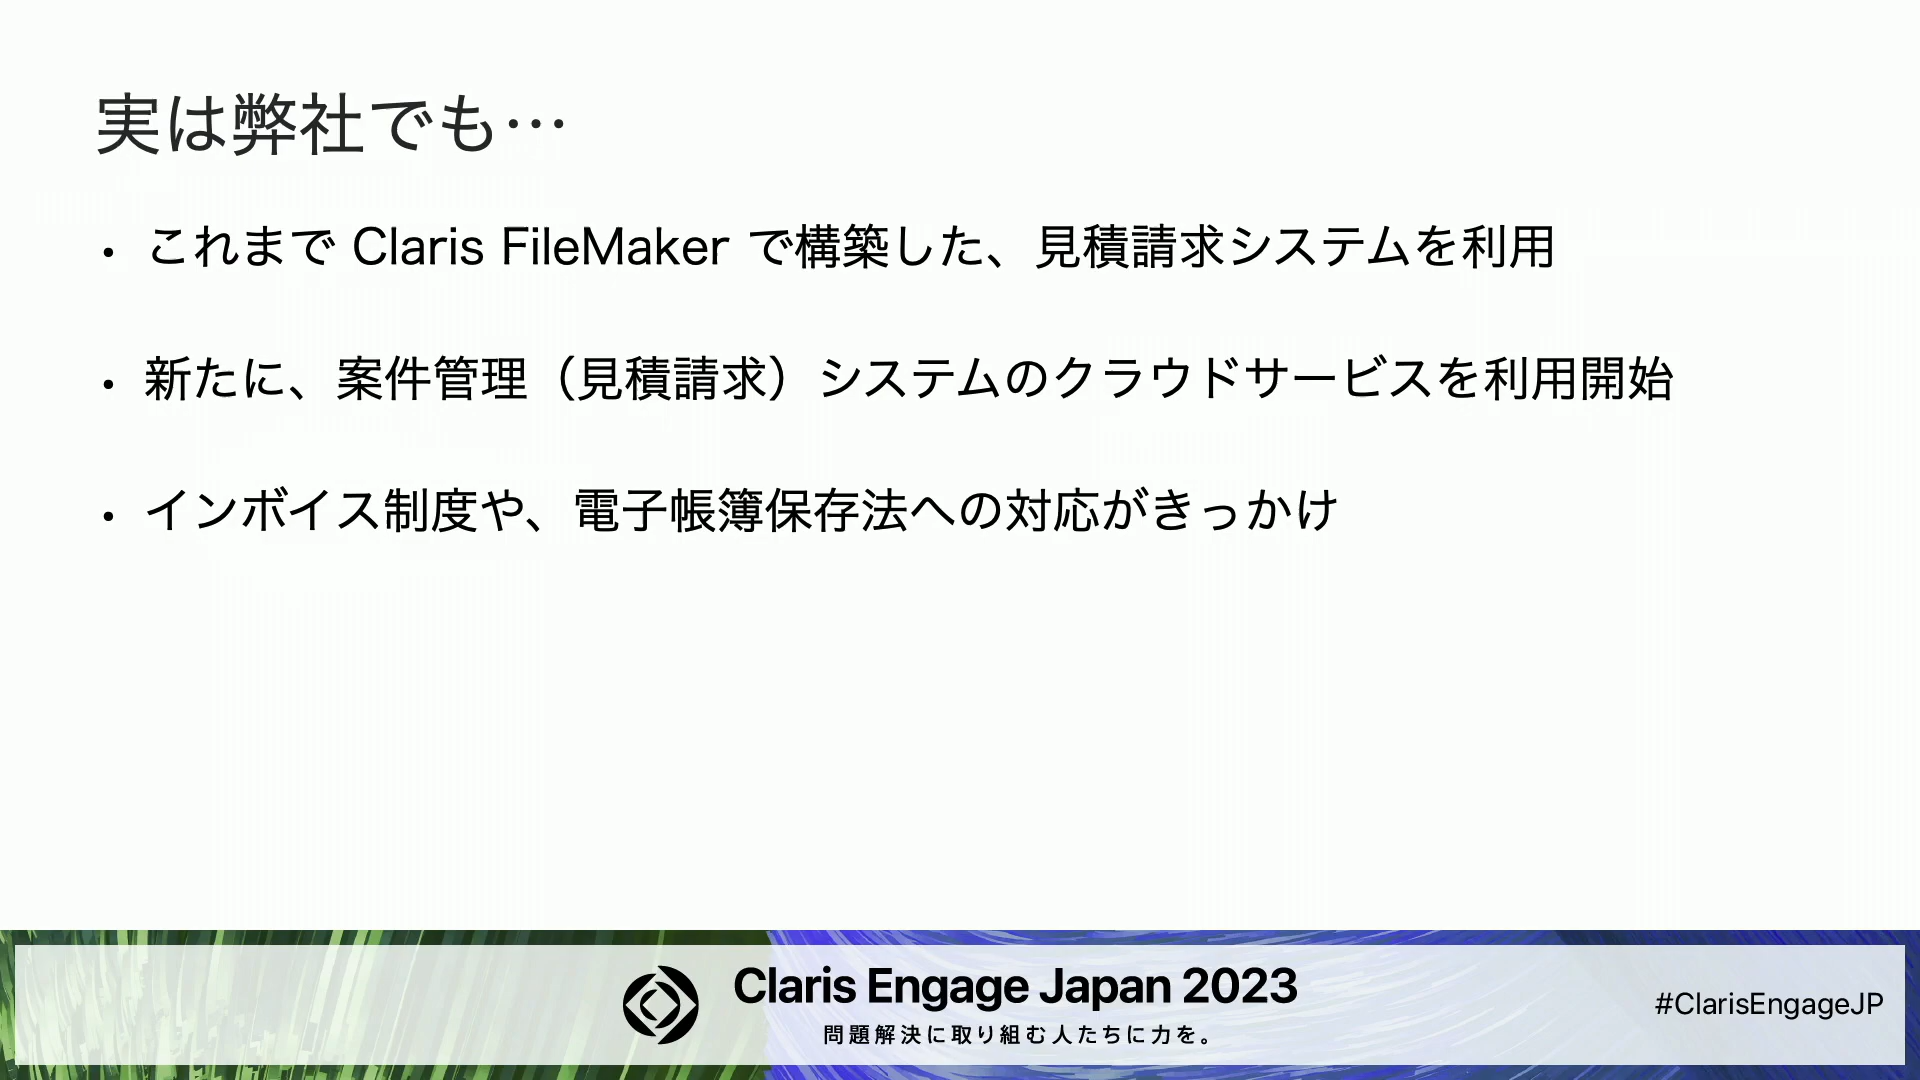 実は弊社でも…
• これまで Claris FileMaker で構築した、見積請求システムを利用
• 新たに、案件管理（見積請求）システムのクラウドサービスを利用開始
• インボイス制度や、電子帳簿保存法への対応がきっかけ
Claris Engage Japan 2023
問題解決に取り組む人たちに力を。
#ClarisEngageJP